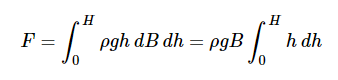 F = ∫₀ᴴ ρgh dB dh = ρgB ∫₀ᴴ h dh